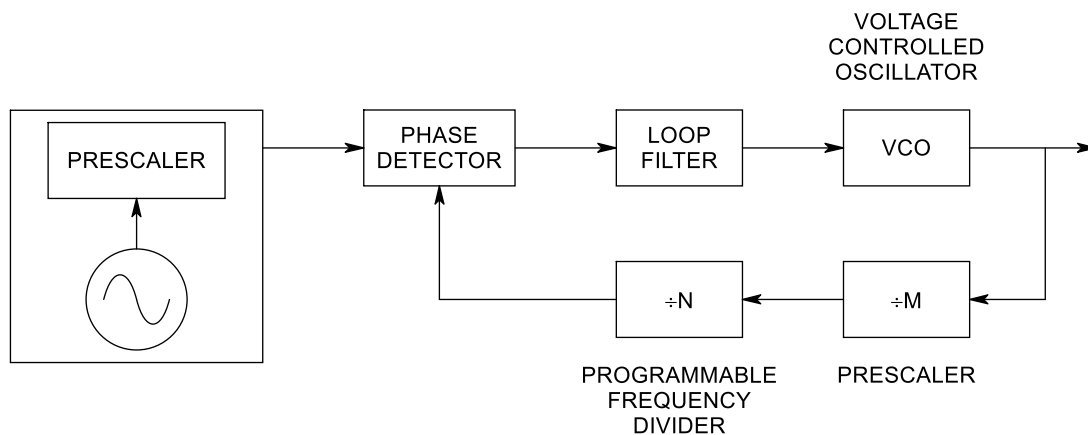 VOLTAGE
CONTROLLED
OSCILLATOR
PRESCALER
PHASE
DETECTOR
LOOP
FILTER
VCO
÷N
÷M
PROGRAMMABLE
FREQUENCY
DIVIDER
PRESCALER